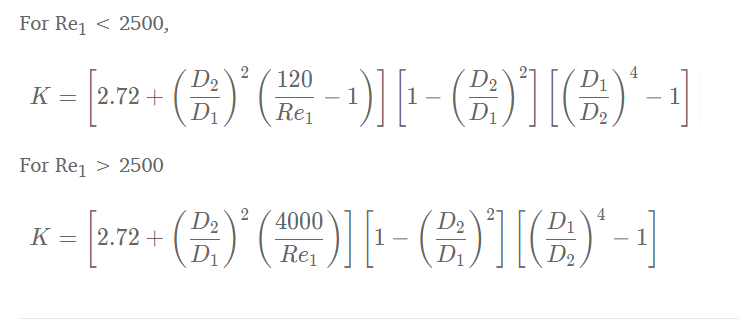 For Re₁ < 2500,
K = [2.72 + (D₂/D₁)² (120/Re₁ − 1)] [1 − (D₂/D₁)²] [(D₁/D₂)⁴ − 1]
For Re₁ > 2500
K = [2.72 + (D₂/D₁)² (4000/Re₁)] [1 − (D₂/D₁)²] [(D₁/D₂)⁴ − 1]